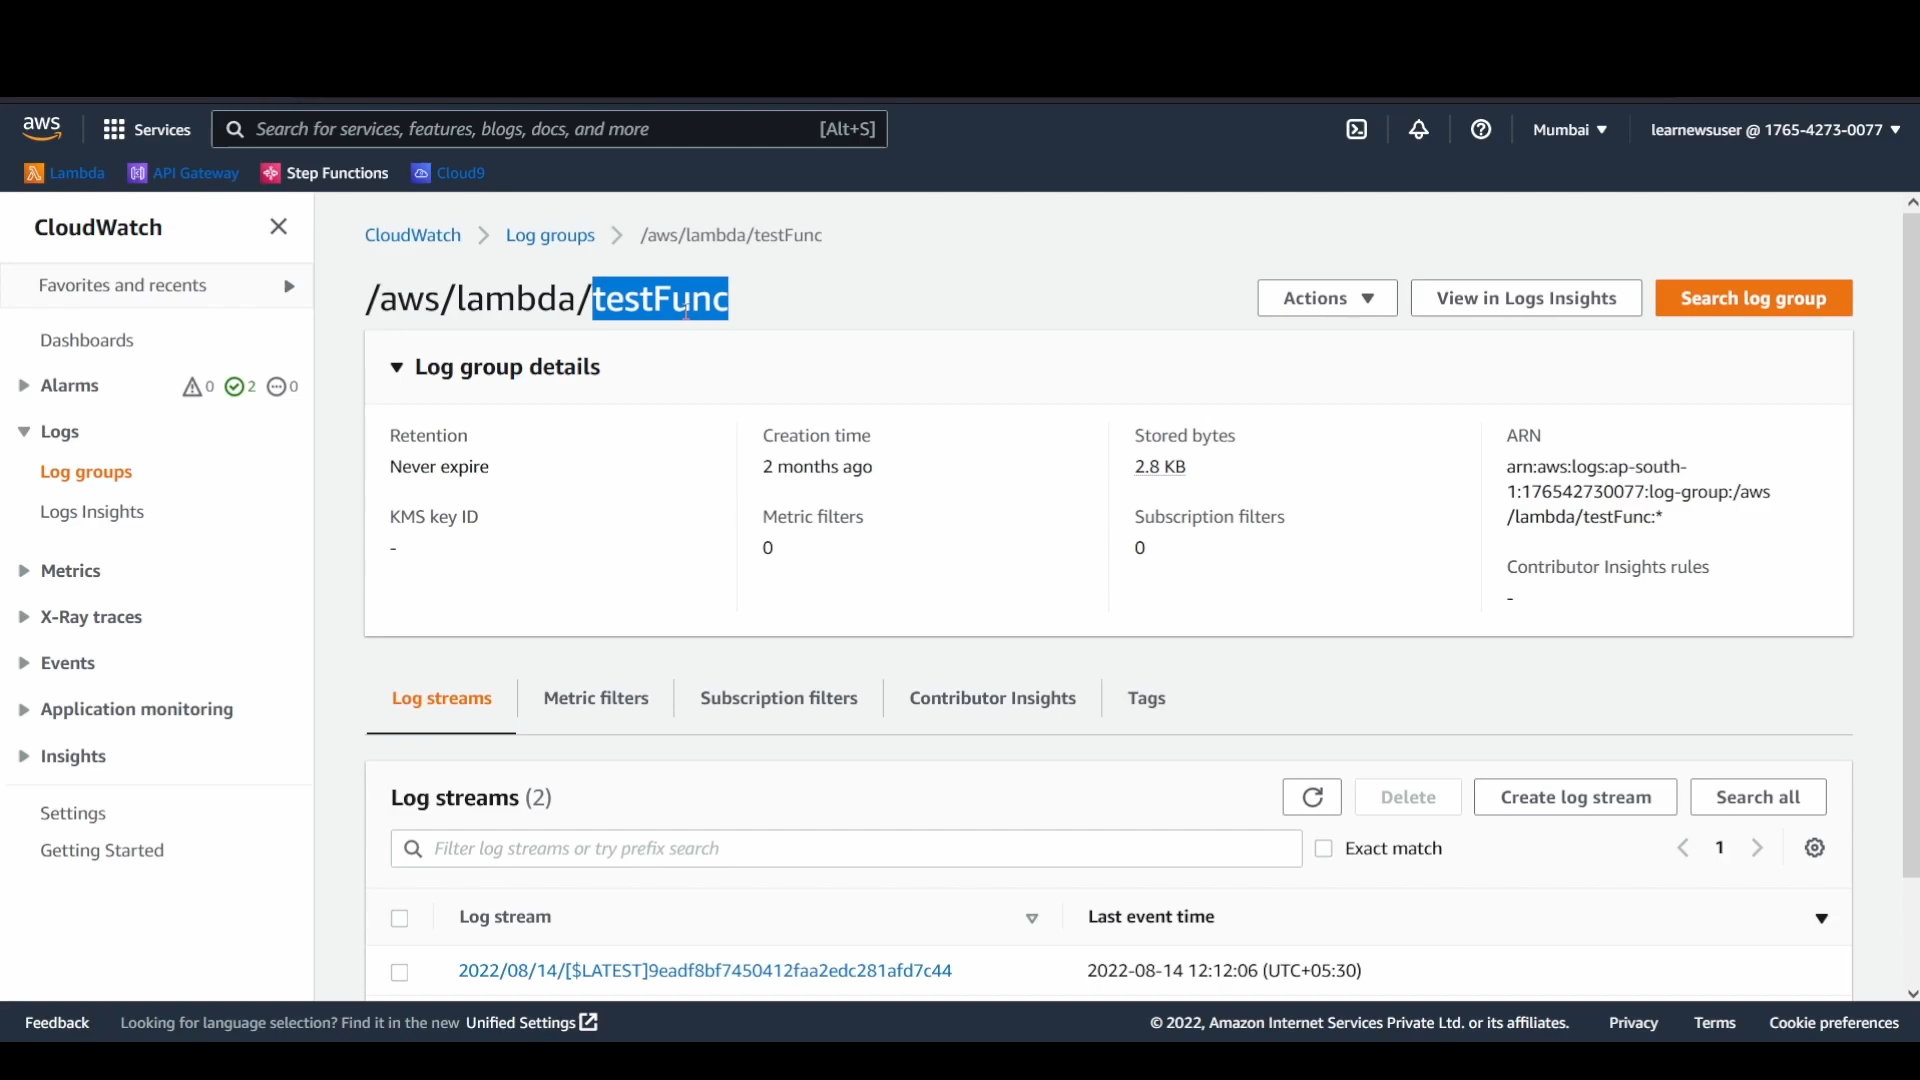 aws
Services
Search for services, features, blogs, docs, and more [Alt+S]
Mumbai
learnewsuser @ 1765-4273-0077
Lambda
API Gateway
Step Functions
Cloud9
CloudWatch
Favorites and recents
Dashboards
Alarms 0 2 0
Logs
Log groups
Logs Insights
Metrics
X-Ray traces
Events
Application monitoring
Insights
Settings
Getting Started
CloudWatch > Log groups > /aws/lambda/testFunc
/aws/lambda/testFunc
Actions
View in Logs Insights
Search log group
Log group details
Retention
Never expire
KMS key ID
-
Creation time
2 months ago
Metric filters
0
Stored bytes
2.8 KB
Subscription filters
0
ARN
arn:aws:logs:ap-south-
1:176542730077:log-group:/aws
/lambda/testFunc:*
Contributor Insights rules
-
Log streams
Metric filters
Subscription filters
Contributor Insights
Tags
Log streams (2)
Delete
Create log stream
Search all
Filter log streams or try prefix search
Exact match
1
Log stream
Last event time
2022/08/14/[$LATEST]9eadf8bf7450412faa2edc281afd7c44
2022-08-14 12:12:06 (UTC+05:30)
Feedback
Looking for language selection? Find it in the new Unified Settings
© 2022, Amazon Internet Services Private Ltd. or its affiliates.
Privacy
Terms
Cookie preferences